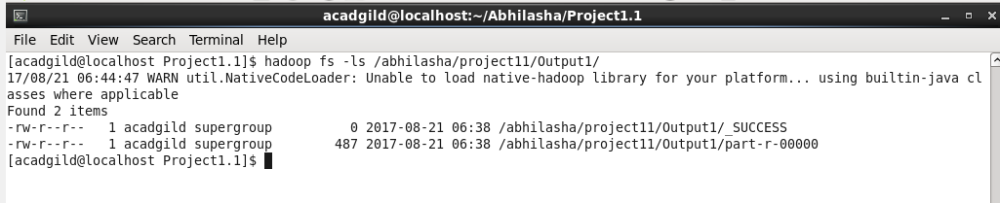 acadgild@localhost:~/Abhilasha/Project1.1
File Edit View Search Terminal Help
[acadgild@localhost Project1.1]$ hadoop fs -ls /abhilasha/project11/Output1/
17/08/21 06:44:47 WARN util.NativeCodeLoader: Unable to load native-hadoop library for your platform... using builtin-java cl
asses where applicable
Found 2 items
-rw-r--r--   1 acadgild supergroup          0 2017-08-21 06:38 /abhilasha/project11/Output1/_SUCCESS
-rw-r--r--   1 acadgild supergroup        487 2017-08-21 06:38 /abhilasha/project11/Output1/part-r-00000
[acadgild@localhost Project1.1]$